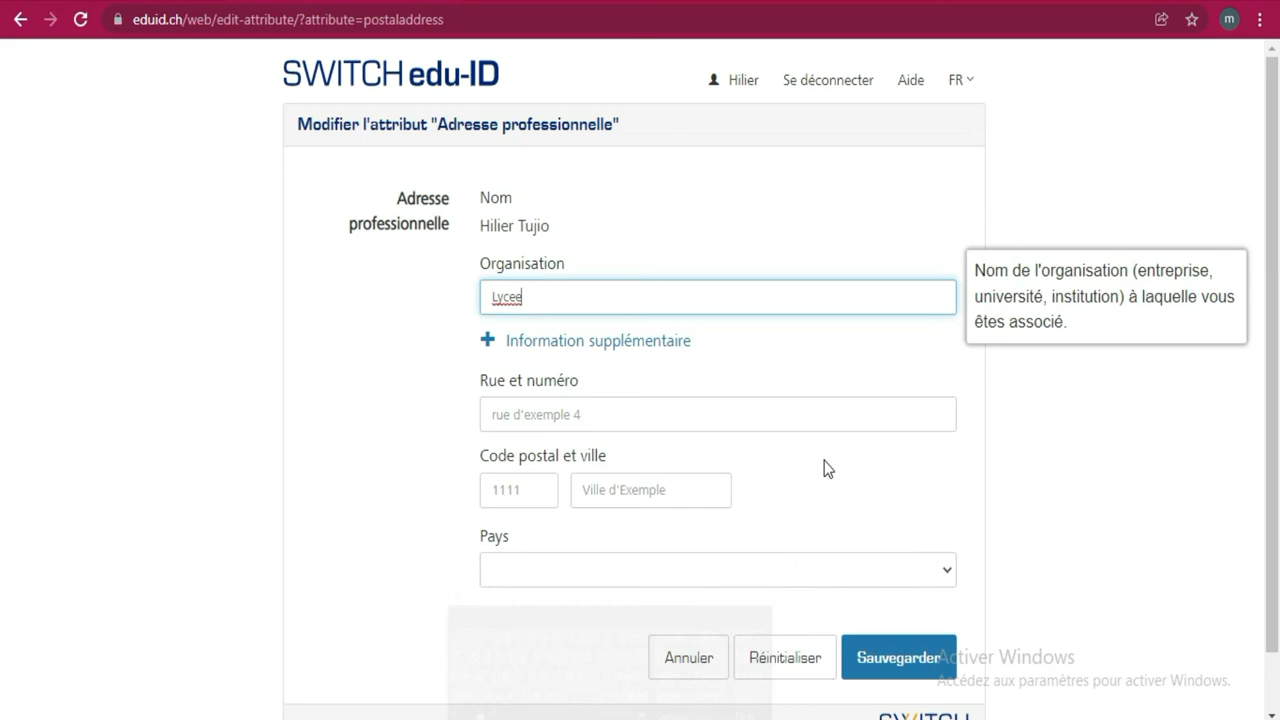 eduid.ch/web/edit-attribute/?attribute=postaladdress
m
SWITCH edu-ID
Hilier
Se déconnecter
Aide
FR
Modifier l'attribut "Adresse professionnelle"
Adresse
professionnelle
Nom
Hilier Tujio
Organisation
Lycee
Nom de l'organisation (entreprise,
université, institution) à laquelle vous
êtes associé.
Information supplémentaire
Rue et numéro
rue d'exemple 4
Code postal et ville
1111
Ville d'Exemple
Pays
Annuler
Réinitialiser
Sauvegarder
Activer Windows
Accédez aux paramètres pour activer Windows.
SWITCH